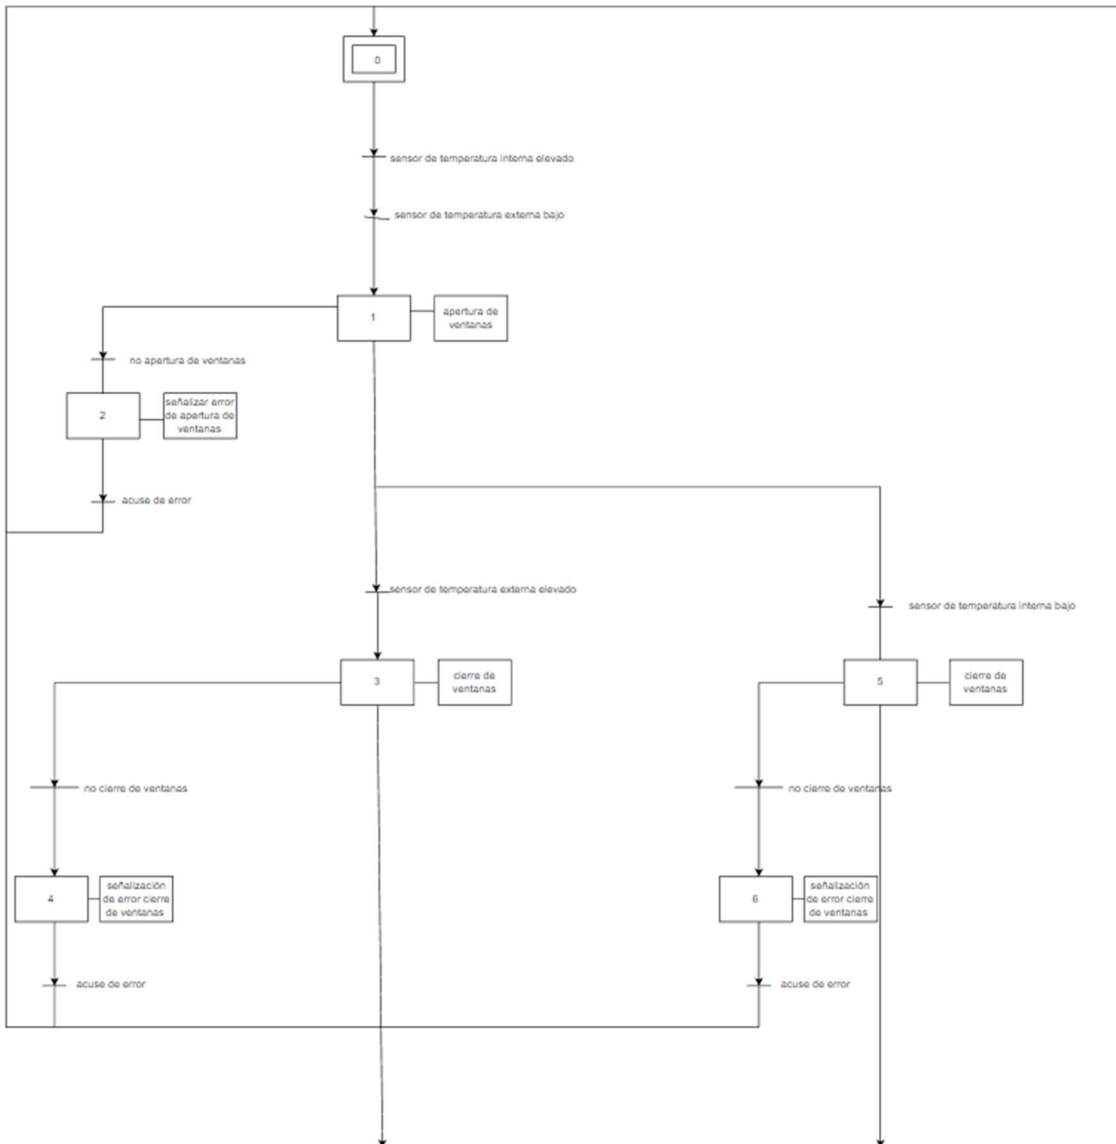 0
sensor de temperatura interna elevado
sensor de temperatura externa bajo
1
apertura de
ventanas
no apertura de ventanas
2
señalizar error
de apertura de
ventanas
acuse de error
sensor de temperatura externa elevado
sensor de temperatura interna bajo
3
cierre de
ventanas
5
cierre de
ventanas
no cierre de ventanas
no cierre de ventanas
4
señalización
de error cierre
de ventanas
6
señalización
de error cierre
de ventanas
acuse de error
acuse de error